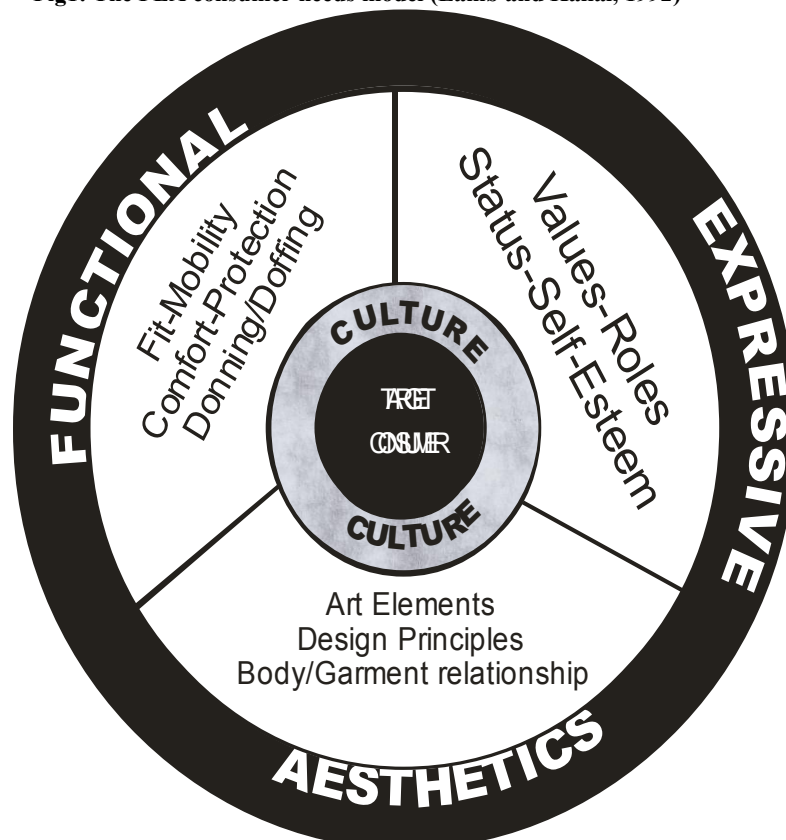 Fig1. The FEA consumer needs model (Lamb and Kallal, 1992)
FUNCTIONAL
Fit-Mobility
Comfort-Protection
Donning/Doffing
EXPRESSIVE
Values-Roles
Status-Self-Esteem
CULTURE
TARGET
CONSUMER
CULTURE
Art Elements
Design Principles
Body/Garment relationship
AESTHETICS